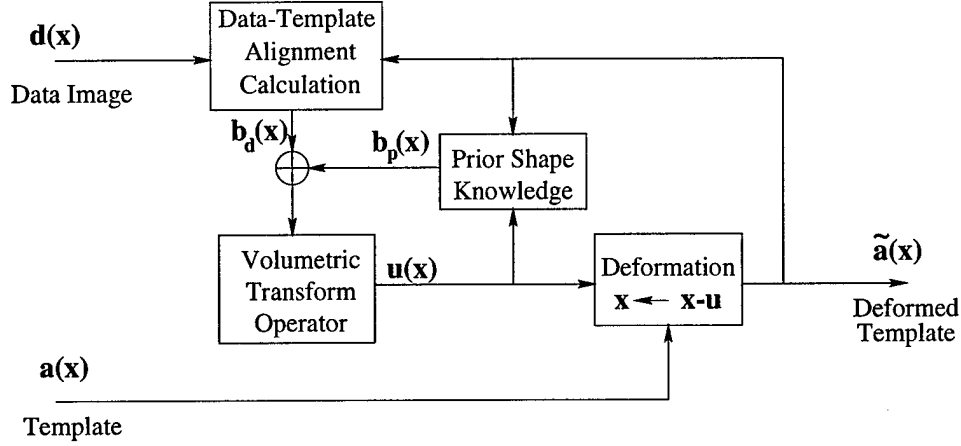 d(x)
Data Image
Data-Template
Alignment
Calculation
b_d(x)
b_p(x)
Prior Shape
Knowledge
Volumetric
Transform
Operator
u(x)
Deformation
x ← x-u
ã(x)
Deformed
Template
a(x)
Template